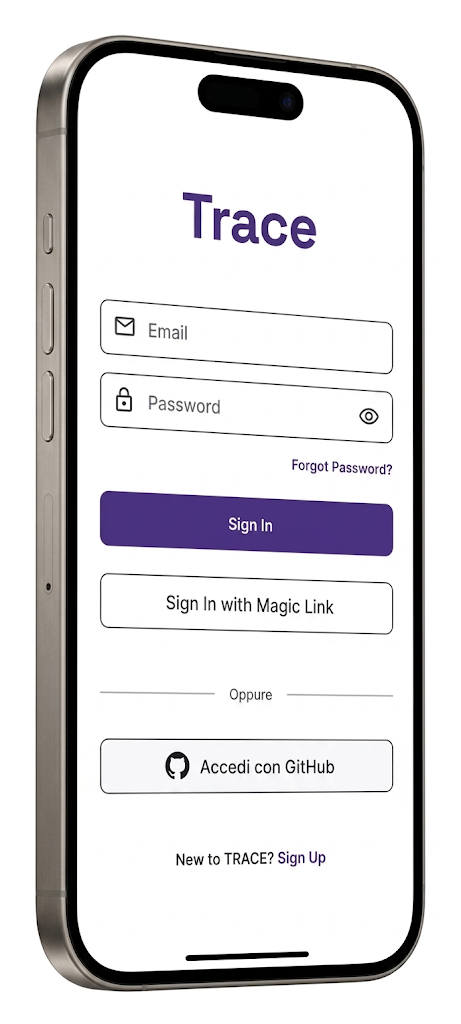 Trace
Email
Password
Forgot Password?
Sign In
Sign In with Magic Link
Oppure
Accedi con GitHub
New to TRACE? Sign Up